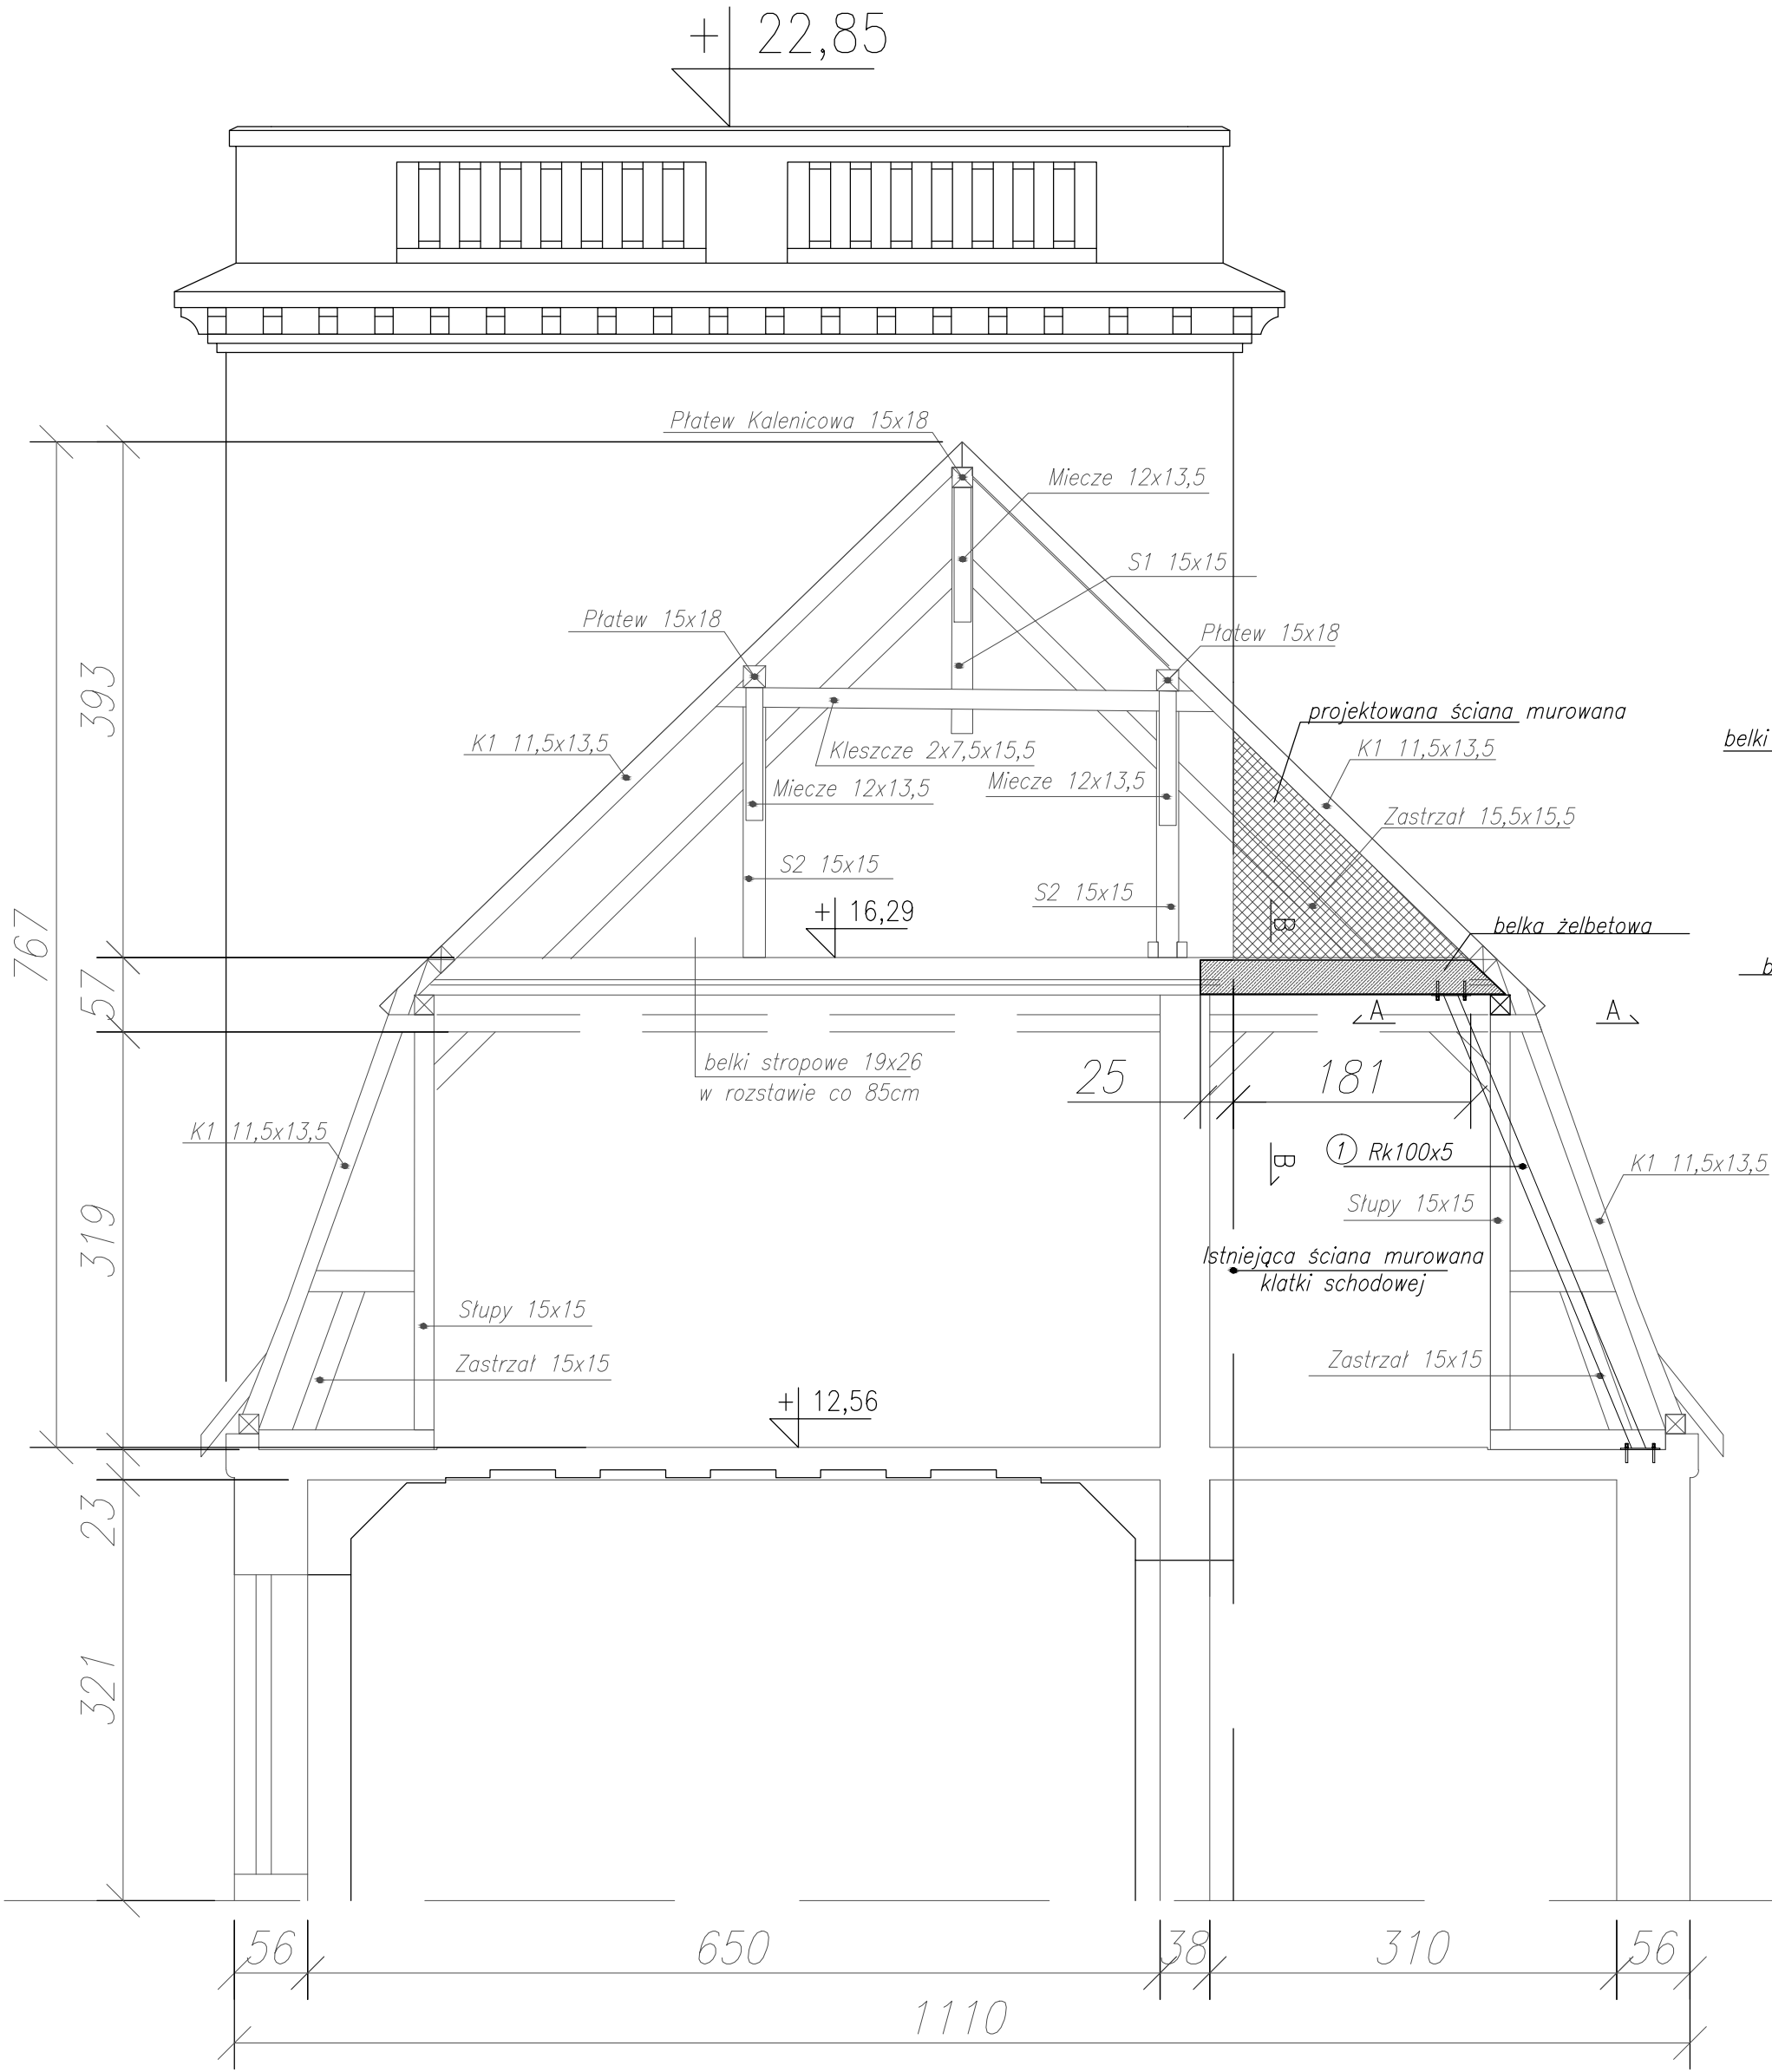 + 22,85
Płatew Kalenicowa 15x18
Miecze 12x13,5
S1 15x15
Płatew 15x18
Płatew 15x18
393
projektowana ściana murowana
K1 11,5x13,5
K1 11,5x13,5
belki
Kleszcze 2x7,5x15,5
Miecze 12x13,5
Miecze 12x13,5
Zastrzał 15,5x15,5
S2 15x15
S2 15x15
+ 16,29
B
belka żelbetowa
767
57
b
A
A
belki stropowe 19x26
w rozstawie co 85cm
25
181
K1 11,5x13,5
B
1 Rk100x5
K1 11,5x13,5
Słupy 15x15
319
Istniejąca ściana murowana
klatki schodowej
Słupy 15x15
Zastrzał 15x15
Zastrzał 15x15
+ 12,56
23
321
56
650
38
310
56
1110